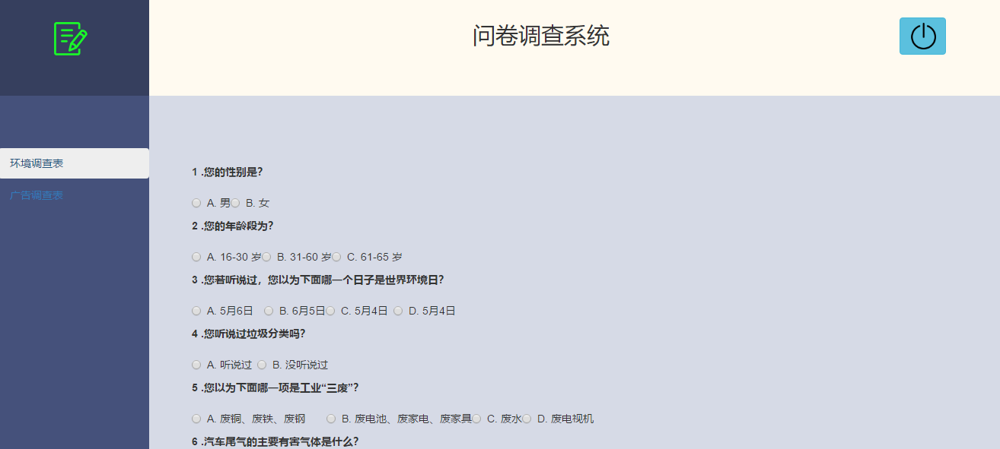 问卷调查系统
环境调查表
广告调查表
1 .您的性别是?
A. 男 B. 女
2 .您的年龄段为?
A. 16-30 岁 B. 31-60 岁 C. 61-65 岁
3 .您若听说过，您以为下面哪一个日子是世界环境日?
A. 5月6日 B. 6月5日 C. 5月4日 D. 5月4日
4 .您听说过垃圾分类吗?
A. 听说过 B. 没听说过
5 .您以为下面哪一项是工业“三废”?
A. 废铜、废铁、废钢 B. 废电池、废家电、废家具 C. 废水 D. 废电视机
6 .汽车尾气的主要有害气体是什么?